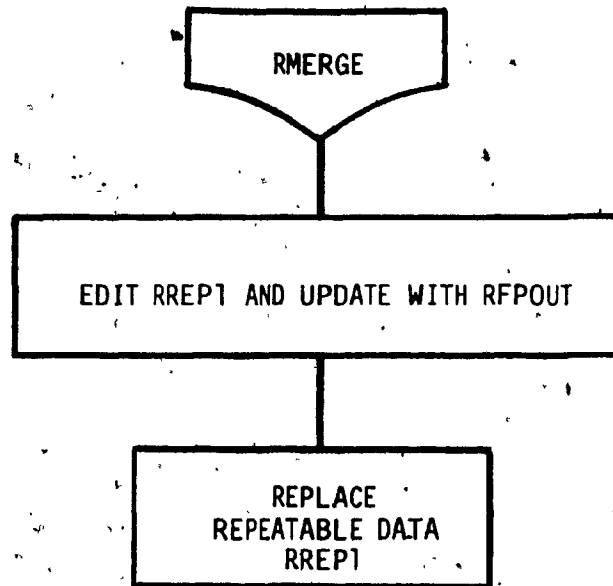 RMERGE
EDIT RREP1 AND UPDATE WITH RFPOUT
REPLACE
REPEATABLE DATA
RREP1